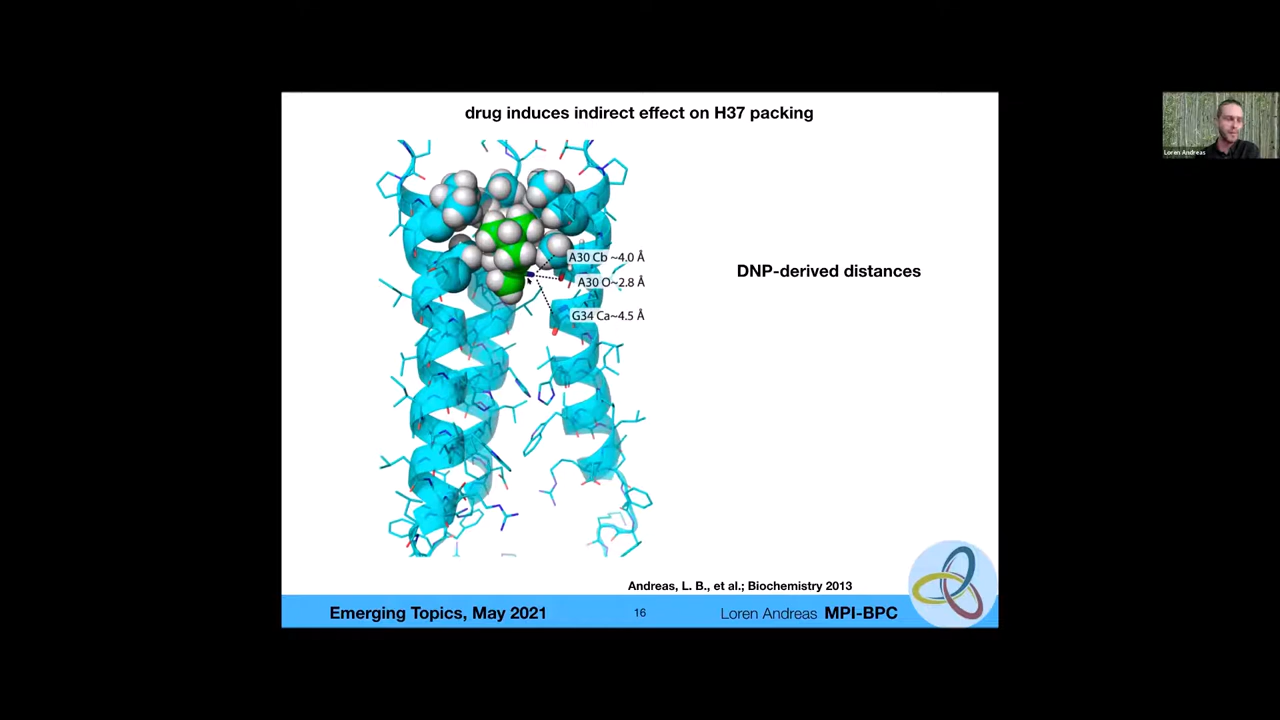 drug induces indirect effect on H37 packing
Loren Andreas
A30 Cb ~4.0 Å
A30 O~2.8 Å
G34 Ca~4.5 Å
DNP-derived distances
Andreas, L. B., et al.; Biochemistry 2013
Emerging Topics, May 2021
16
Loren Andreas MPI-BPC